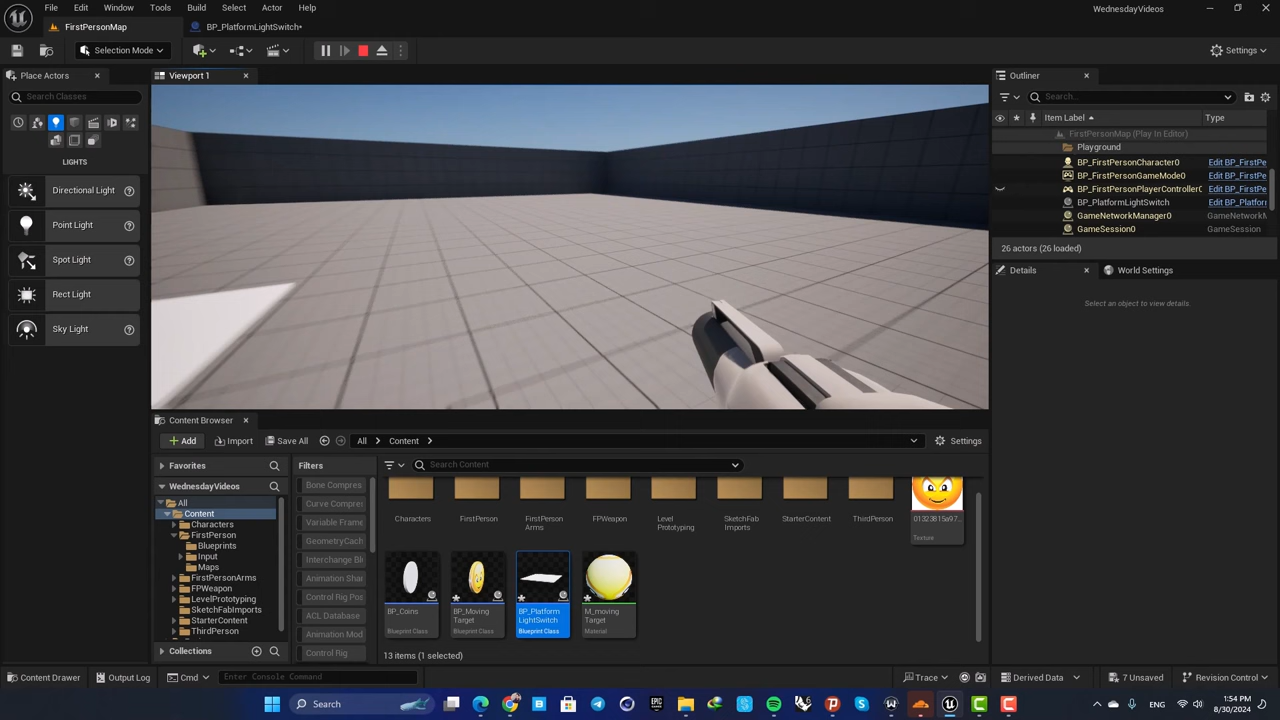 File Edit Window Tools Build Select Actor Help
WednesdayVideos
FirstPersonMap
BP_PlatformLightSwitch*
Selection Mode
Settings
Place Actors
Search Classes
LIGHTS
Directional Light
Point Light
Spot Light
Rect Light
Sky Light
Viewport 1
Outliner
Search...
Item Label
Type
FirstPersonMap (Play In Editor)
Playground
BP_FirstPersonCharacter0 Edit BP_FirstPe
BP_FirstPersonGameMode0 Edit BP_FirstPe
BP_FirstPersonPlayerController0 Edit BP_FirstPe
BP_PlatformLightSwitch Edit BP_Platforr
GameNetworkManager0 GameNetworkM
GameSession0 GameSession
26 actors (26 loaded)
Details
World Settings
Select an object to view details.
Content Browser
Add
Import
Save All
All
Content
Settings
Favorites
WednesdayVideos
All
Content
Characters
FirstPerson
Blueprints
Input
Maps
FirstPersonArms
FPWeapon
LevelPrototyping
SketchFabImports
StarterContent
ThirdPerson
Collections
Filters
Bone Compres
Curve Compre
Variable Frame
GeometryCach
Interchange Bl
Animation Shar
Control Rig Pos
ACL Database
Animation Mod
Control Rig
Search Content
Characters
FirstPerson
FirstPerson
Arms
FPWeapon
Level
Prototyping
SketchFab
Imports
StarterContent
ThirdPerson
01323815a97...
Texture
BP_Coins
Blueprint Class
BP_Moving
Target
Blueprint Class
BP_Platform
LightSwitch
Blueprint Class
M_moving
Target
Material
13 items (1 selected)
Content Drawer
Output Log
Cmd
Enter Console Command
Trace
Derived Data
7 Unsaved
Revision Control
Search
1:54 PM
8/30/2024